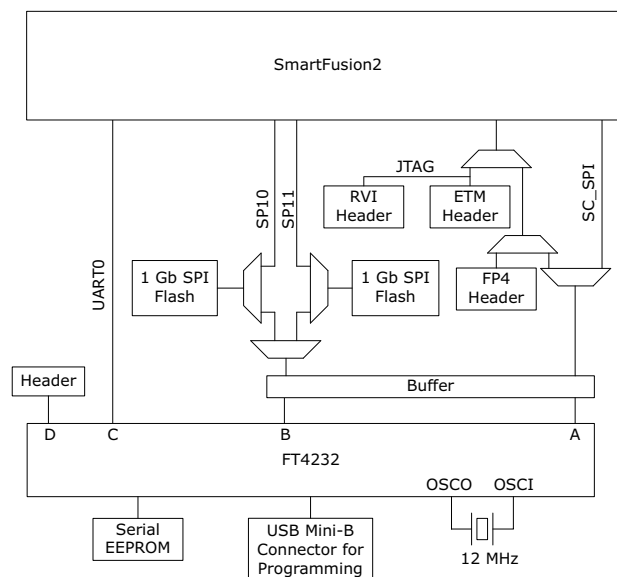 SmartFusion2
JTAG
RVI
Header
ETM
Header
SC_SPI
SP10
SP11
UART0
1 Gb SPI
Flash
1 Gb SPI
Flash
FP4
Header
Header
Buffer
D
C
B
A
FT4232
OSCO
OSCI
Serial
EEPROM
USB Mini-B
Connector for
Programming
12 MHz